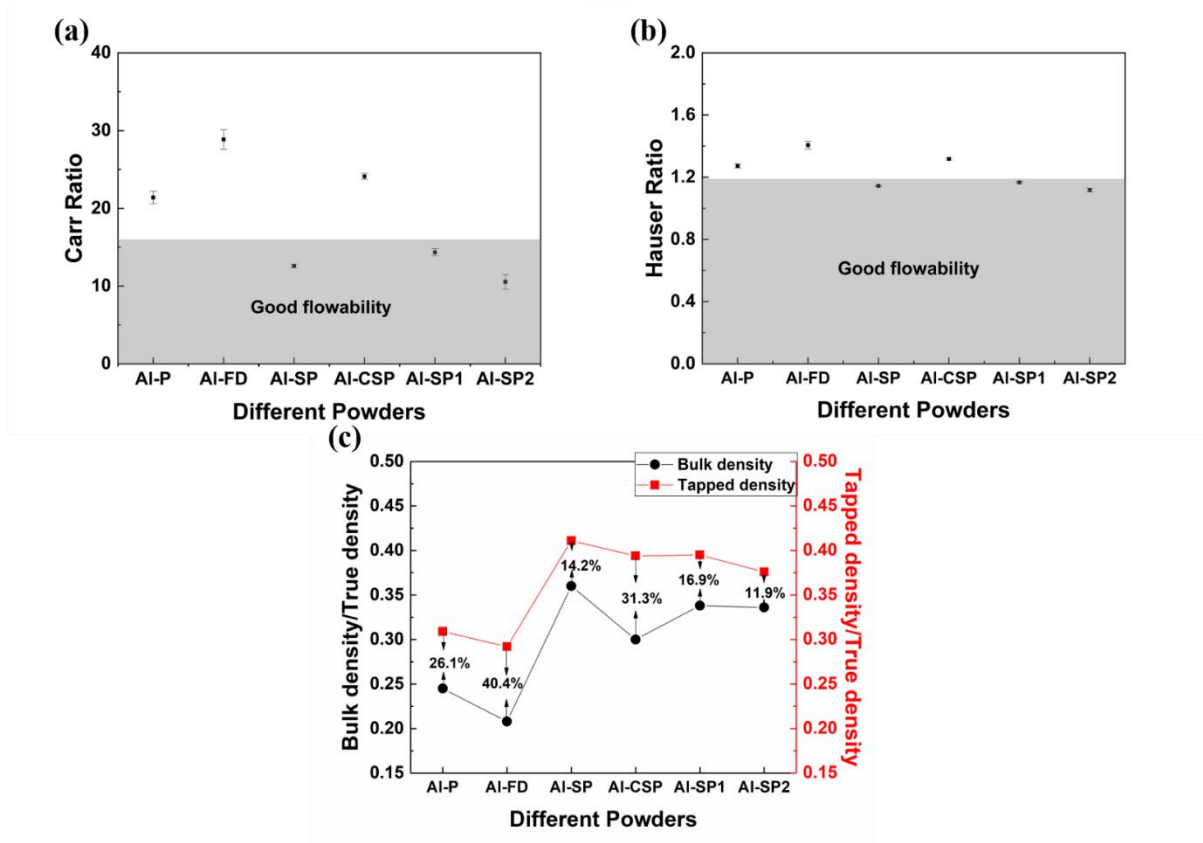 (a)
40
30
20
10
0
Carr Ratio
Good flowability
Al-P Al-FD Al-SP Al-CSP Al-SP1 Al-SP2
Different Powders
(b)
2.0
1.6
1.2
0.8
0.4
0.0
Hauser Ratio
Good flowability
Al-P Al-FD Al-SP Al-CSP Al-SP1 Al-SP2
Different Powders
(c)
0.50
0.45
0.40
0.35
0.30
0.25
0.20
0.15
Bulk density/True density
Bulk density
Tapped density
26.1%
40.4%
14.2%
31.3%
16.9%
11.9%
0.50
0.45
0.40
0.35
0.30
0.25
0.20
0.15
Tapped density/True density
Al-P Al-FD Al-SP Al-CSP Al-SP1 Al-SP2
Different Powders